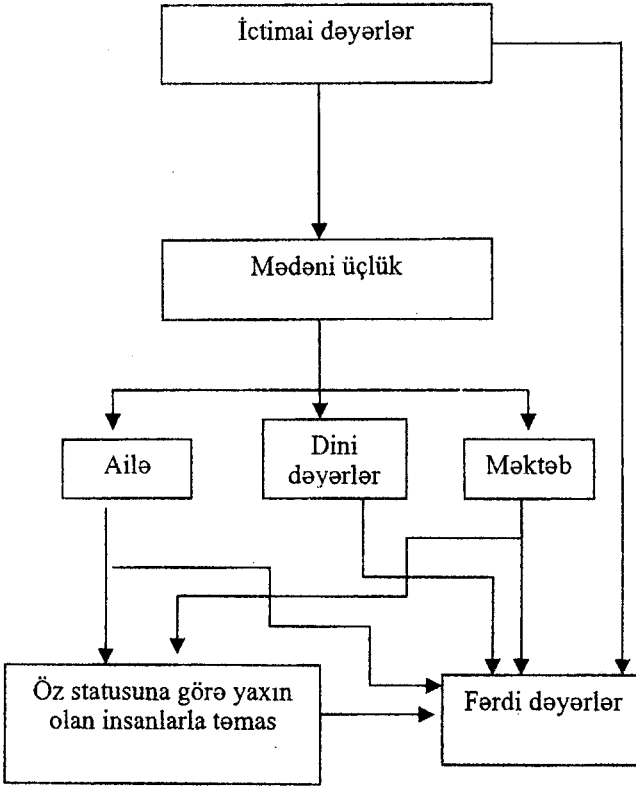 İctimai dəyərlər
Mədəni üçlük
Ailə
Dini
dəyərlər
Məktəb
Öz statusuna görə yaxın
olan insanlarla təmas
Fərdi dəyərlər